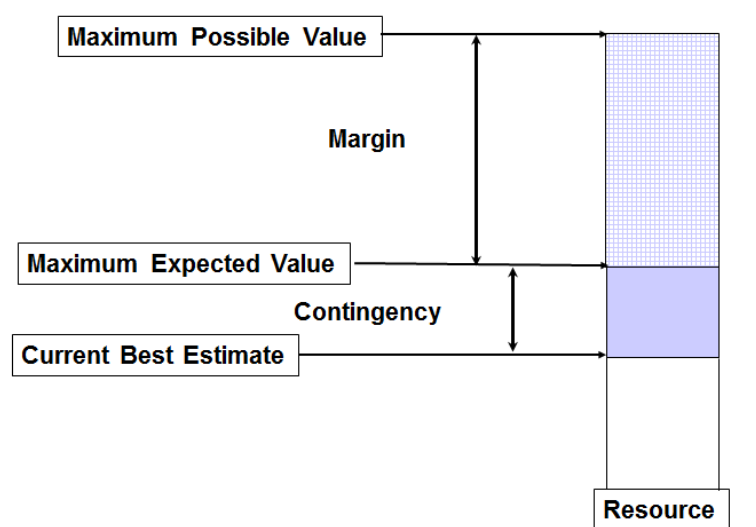 Maximum Possible Value
Margin
Maximum Expected Value
Contingency
Current Best Estimate
Resource